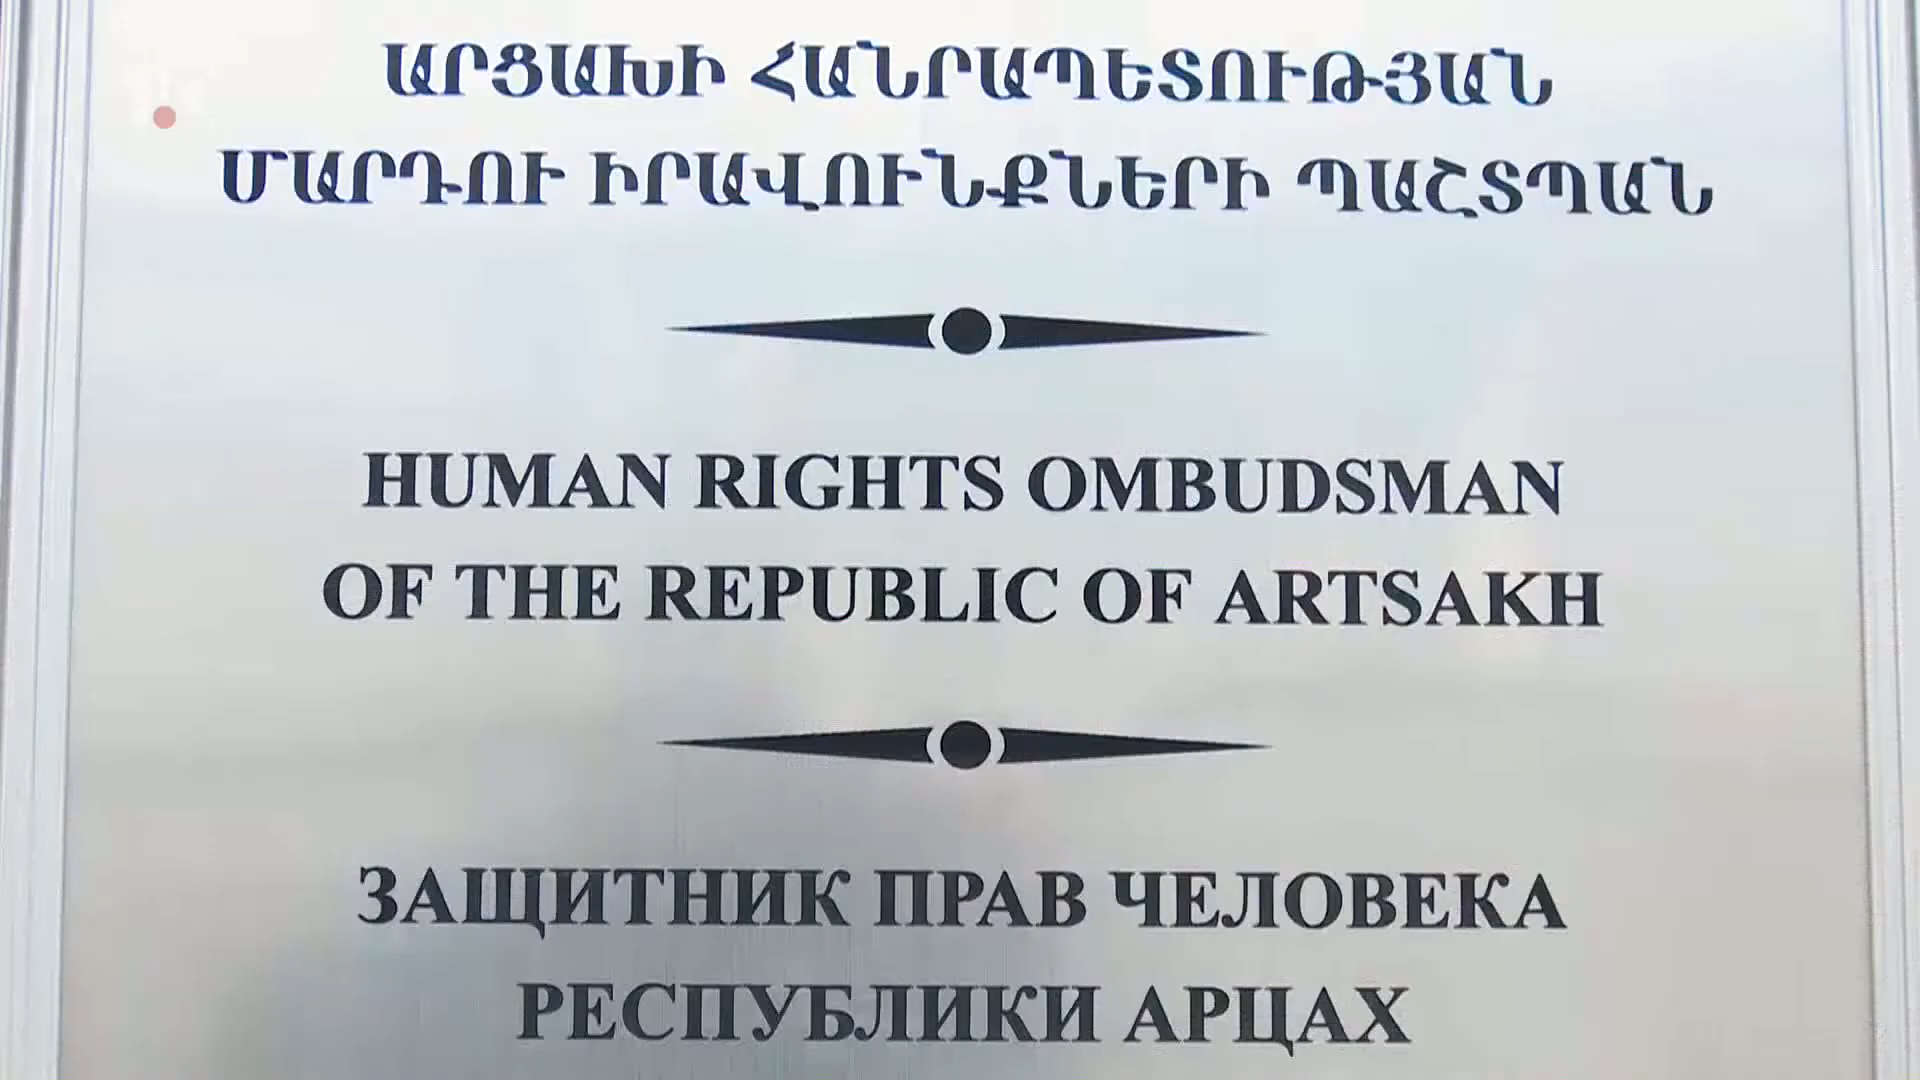 ԱՐՑԱԽԻ ՀԱՆՐԱՊԵՏՈՒԹՅԱՆ
ՄԱՐԴՈՒ ԻՐԱՎՈՒՆՔՆԵՐԻ ՊԱՇՏՊԱՆ
HUMAN RIGHTS OMBUDSMAN
OF THE REPUBLIC OF ARTSAKH
ЗАЩИТНИК ПРАВ ЧЕЛОВЕКА
РЕСПУБЛИКИ АРЦАХ